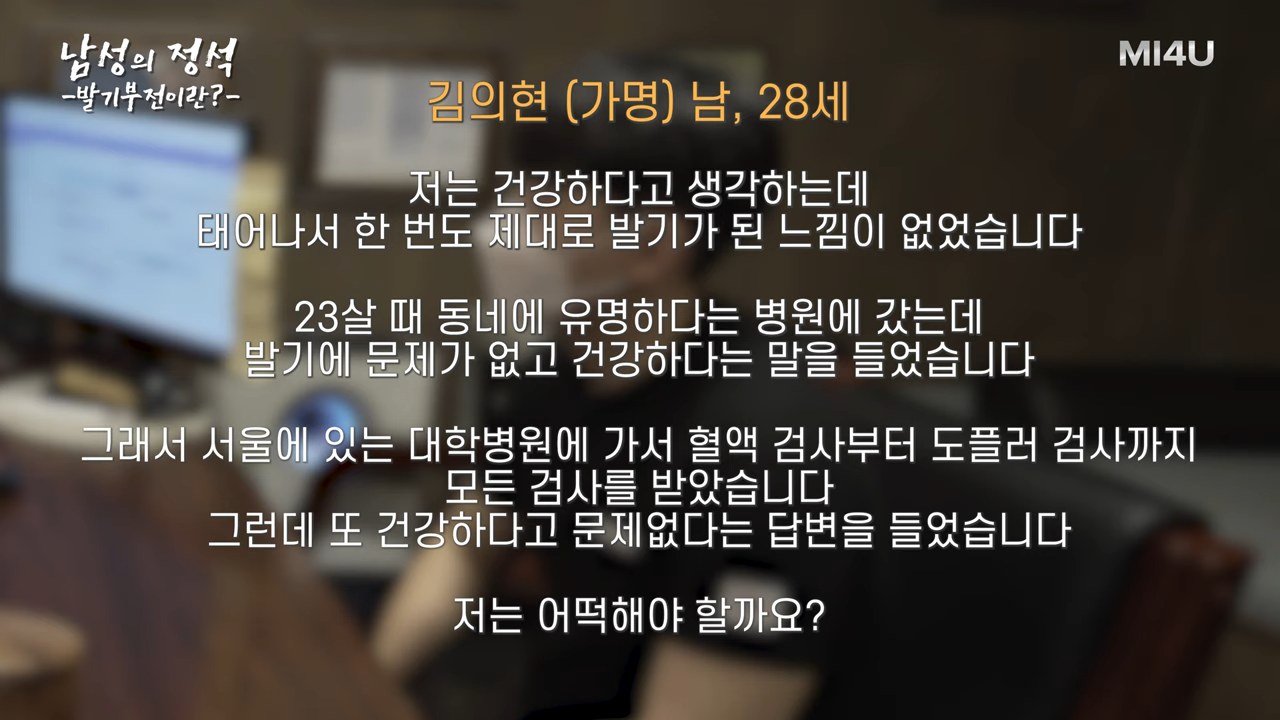 남성의 정석
-발기부전이란?-
MI4U
김의현 (가명) 남, 28세
저는 건강하다고 생각하는데
태어나서 한 번도 제대로 발기가 된 느낌이 없었습니다
23살 때 동네에 유명하다는 병원에 갔는데
발기에 문제가 없고 건강하다는 말을 들었습니다
그래서 서울에 있는 대학병원에 가서 혈액 검사부터 도플러 검사까지
모든 검사를 받았습니다
그런데 또 건강하다고 문제없다는 답변을 들었습니다
저는 어떡해야 할까요?